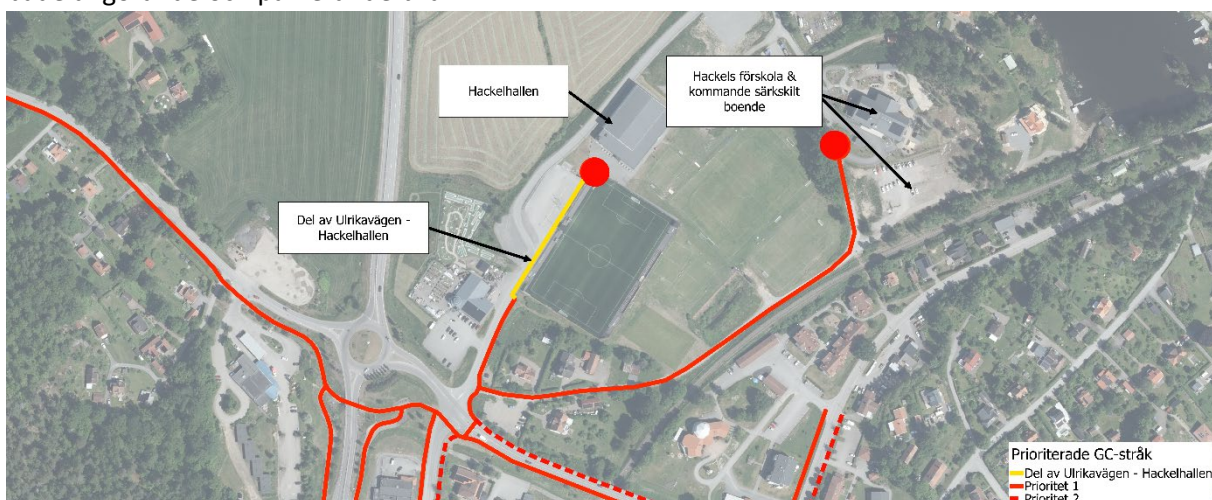 Hackelhallen
Hackels förskola &
kommande särkskilt
boende
Del av Ulrikavägen -
Hackelhallen
Prioriterade GC-stråk
Del av Ulrikavägen - Hackelhallen
Prioritet 1
Prioritet 2